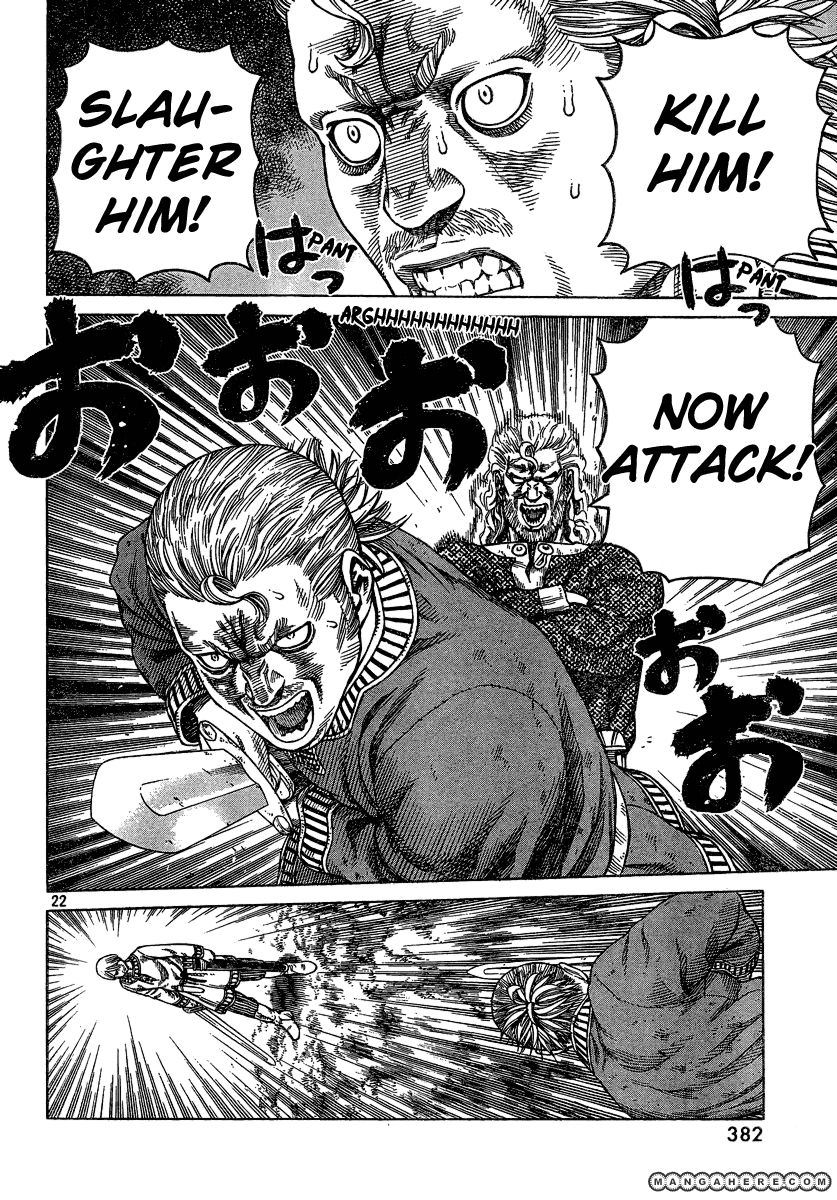 KILL
HIM!
SLAU-
GHTER
HIM!
はっ
PANT
はっ
PANT
NOW
ATTACK!
ARGHHHHHHHHHHHHH
おおお
おお
22
382
MANGAHERE.COM